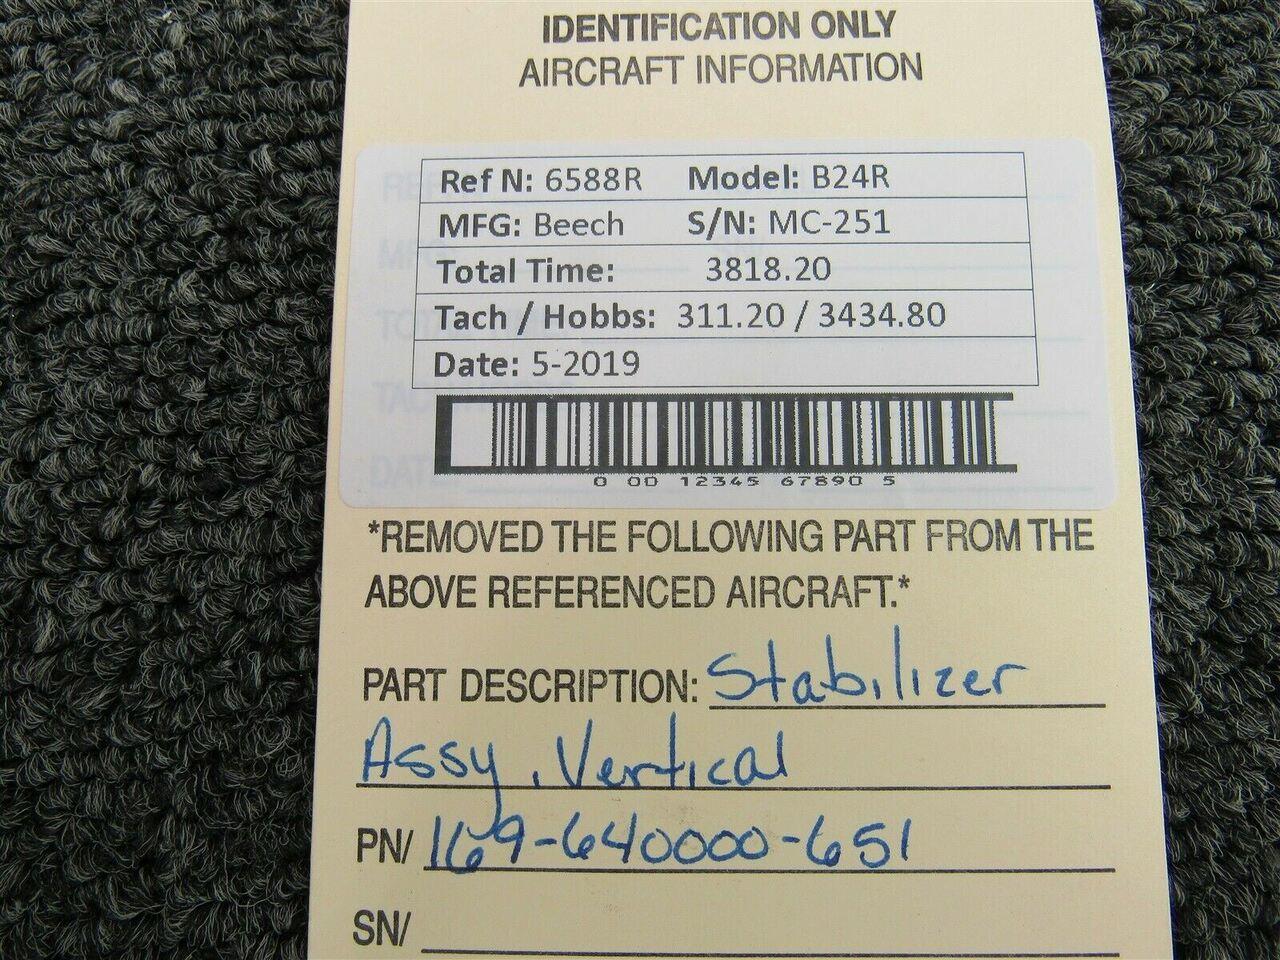 IDENTIFICATION ONLY
AIRCRAFT INFORMATION
Ref N: 6588R Model: B24R
MFG: Beech S/N: MC-251
Total Time: 3818.20
Tach / Hobbs: 311.20 / 3434.80
Date: 5-2019
0 00 12345 67890 5
*REMOVED THE FOLLOWING PART FROM THE
ABOVE REFERENCED AIRCRAFT.*
PART DESCRIPTION: Stabilizer
Assy, Vertical
PN/ 169-640000-651
SN/